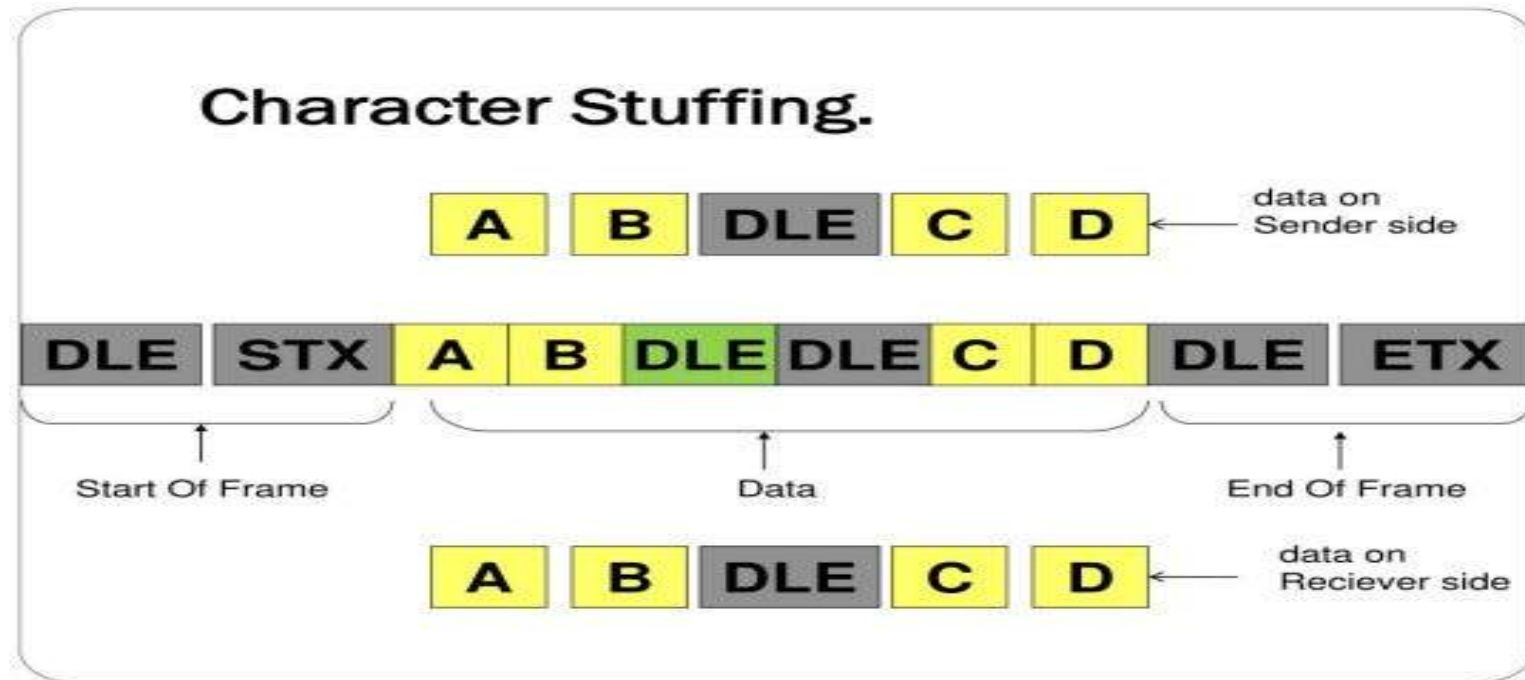 Character Stuffing.
A B DLE C D
data on
Sender side
DLE STX A B DLE DLE C D DLE ETX
Start Of Frame Data End Of Frame
A B DLE C D
data on
Reciever side